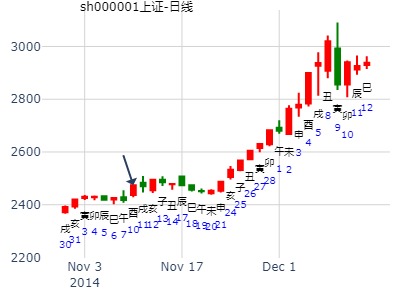 sh000001上证-日线
3000
2800
2600
2400
2200
戌 亥 寅 卯 辰 巳 午 酉 戌 亥 子 丑 辰 巳 午 未 申 亥 子 丑 寅 卯 午 未 申 酉 戌 丑 寅 卯 辰 巳
30 31 3 4 5 6 7 10 11 12 13 14 17 18 19 20 21 24 25 26 27 28 1 2 3 4 5 8 9 10 11 12
Nov 3 Nov 17 Dec 1
2014